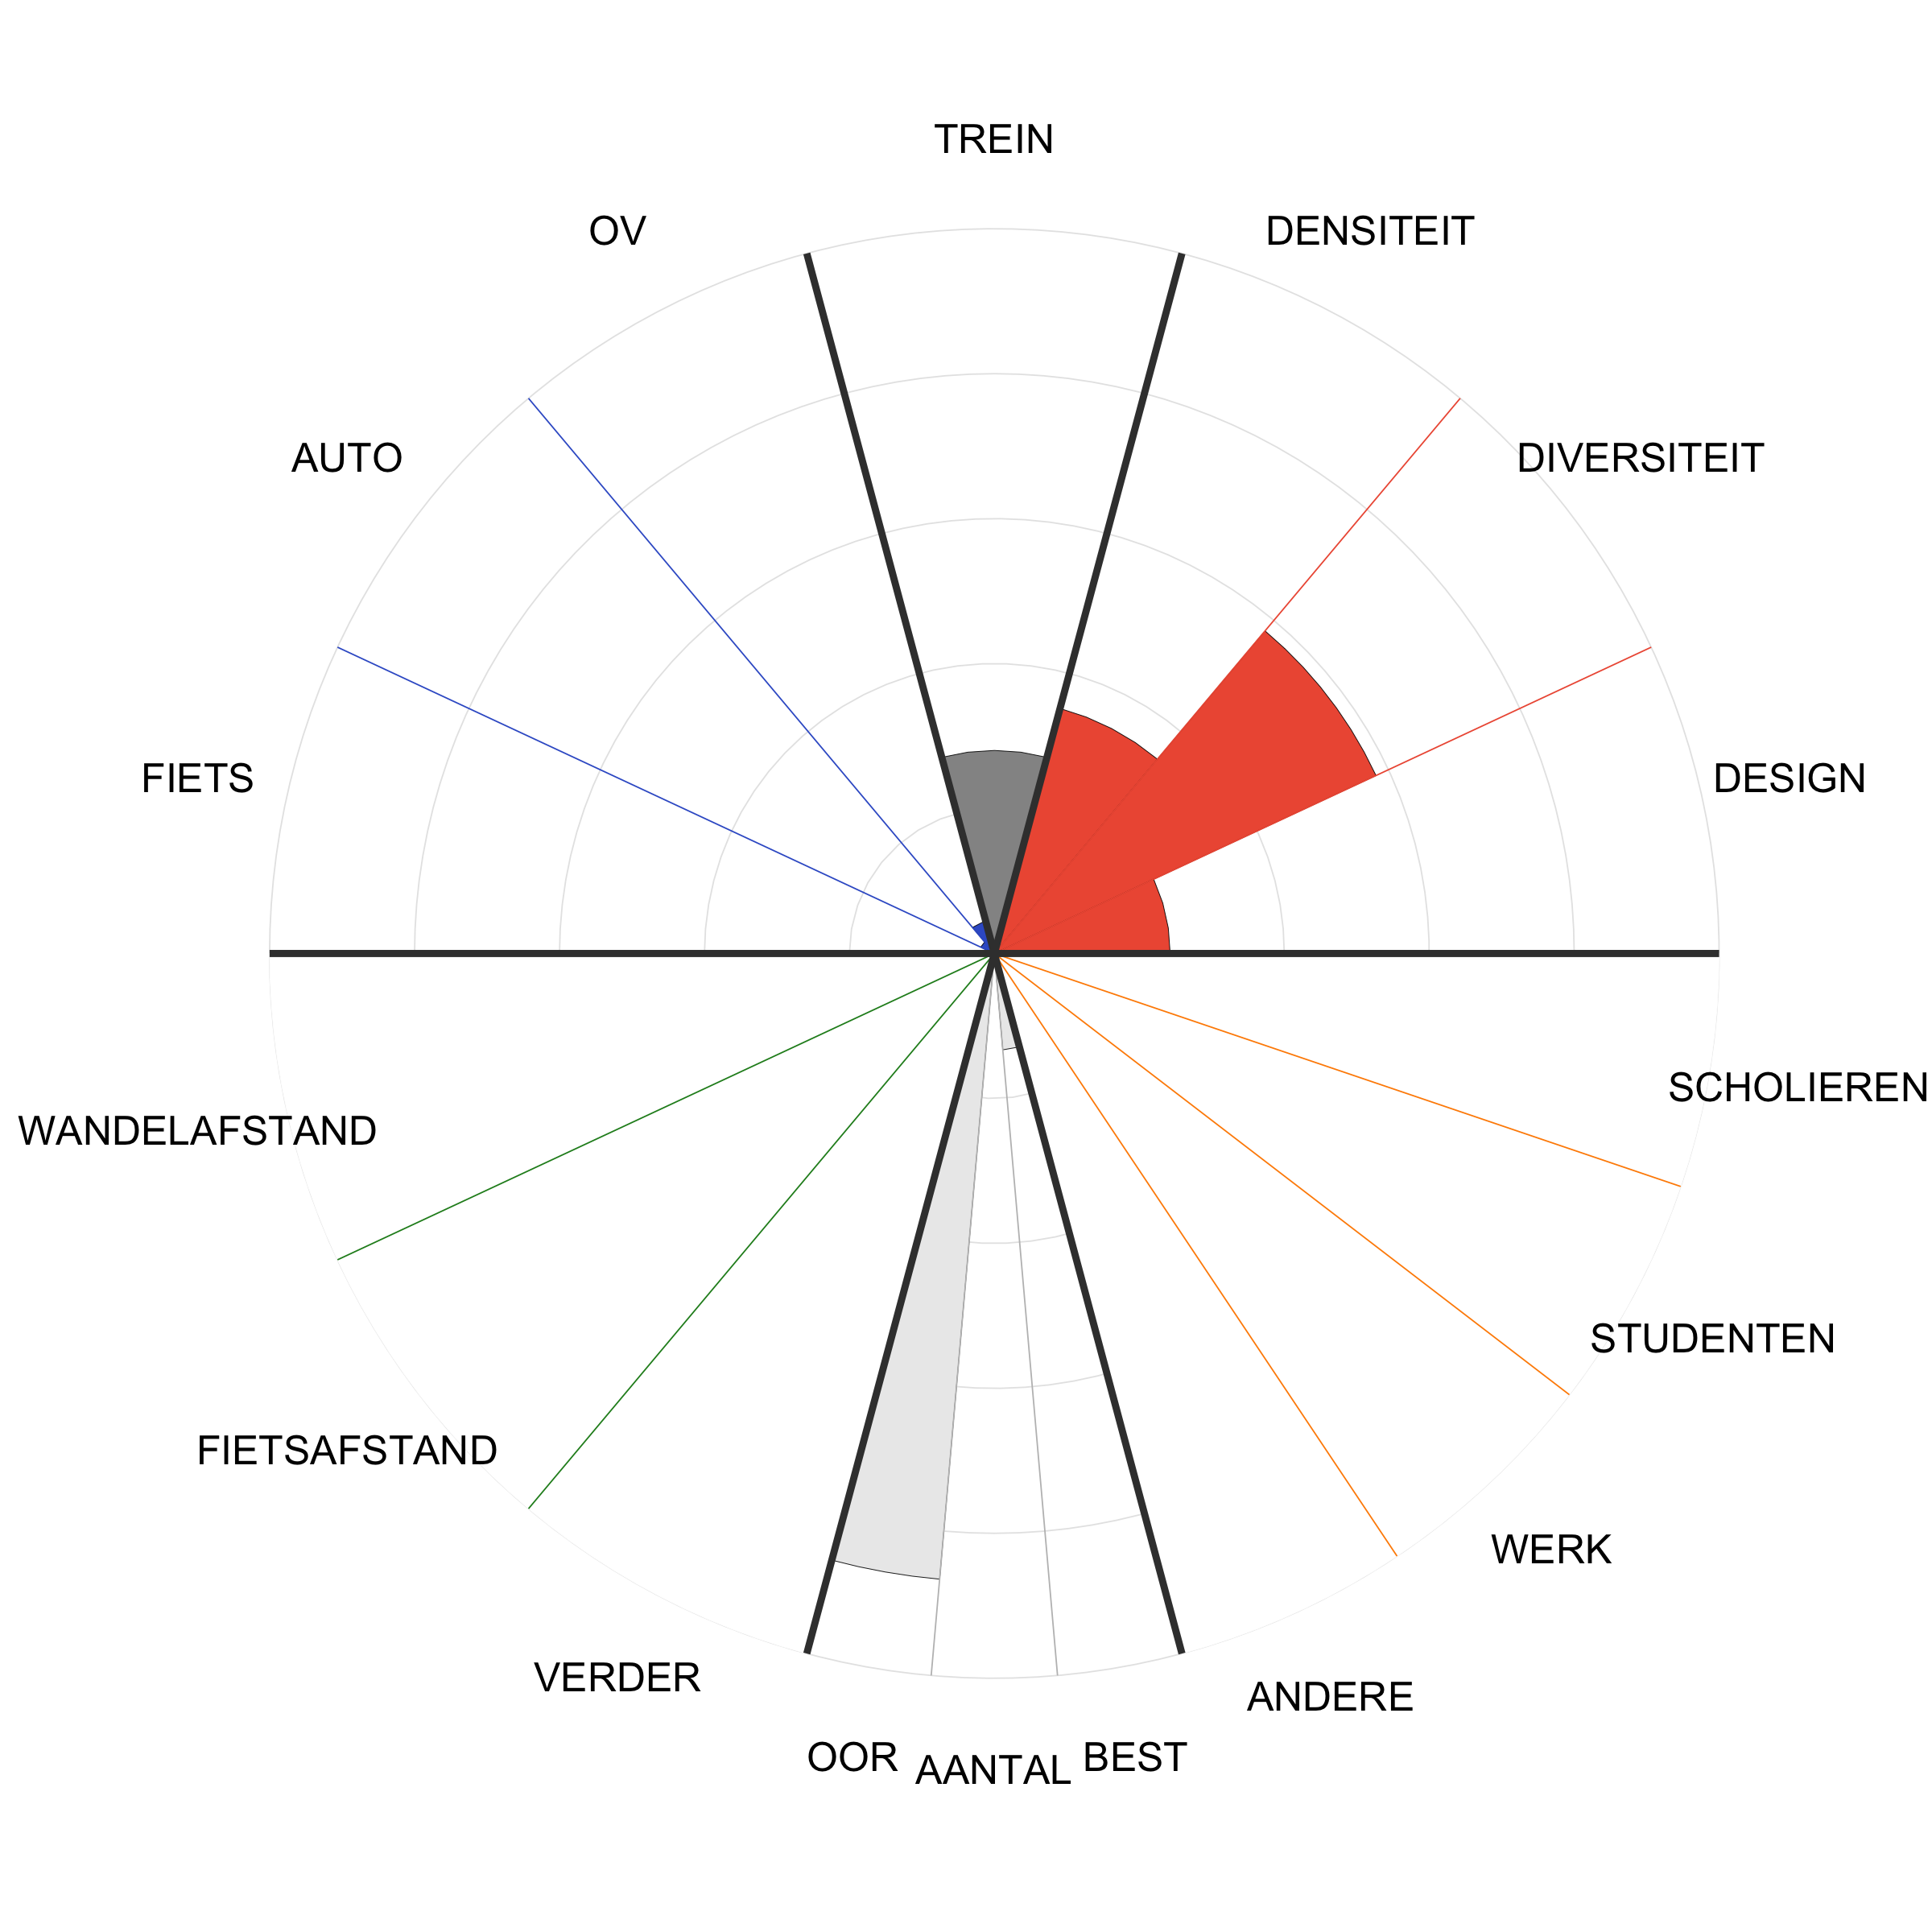 TREIN
OV
DENSITEIT
AUTO
DIVERSITEIT
FIETS
DESIGN
SCHOLIEREN
WANDELAFSTAND
STUDENTEN
FIETSAFSTAND
WERK
VERDER
ANDERE
OOR
AANTAL
BEST